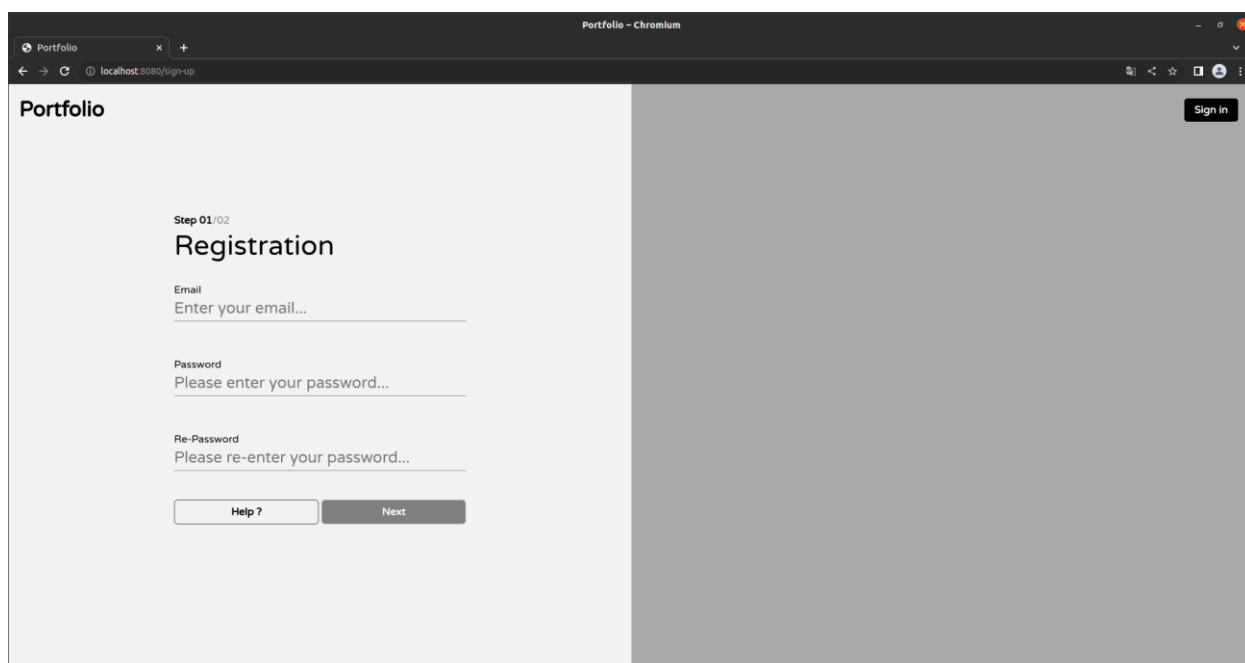 Portfolio – Chromium
Portfolio
localhost:8080/sign-up
Portfolio
Sign in
Step 01/02
Registration
Email
Enter your email...
Password
Please enter your password...
Re-Password
Please re-enter your password...
Help ? Next